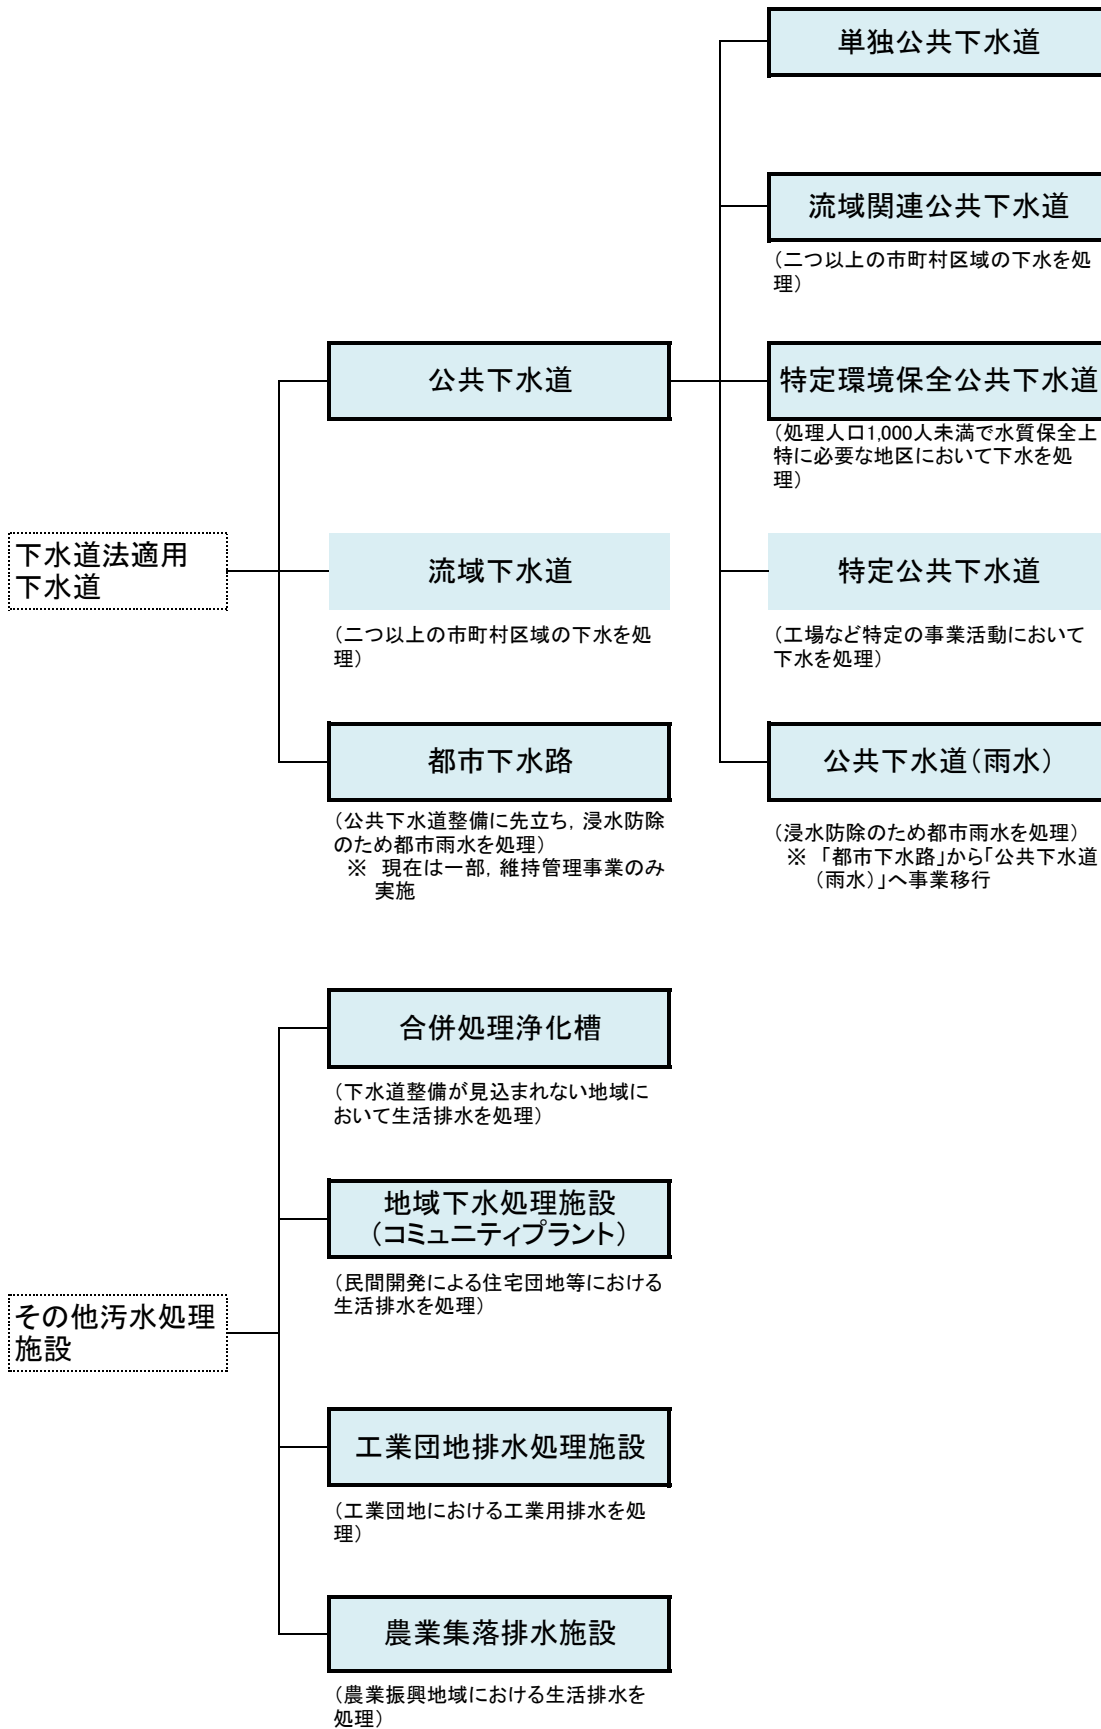 単独公共下水道
流域関連公共下水道
（二つ以上の市町村区域の下水を処
理）
公共下水道
特定環境保全公共下水道
（処理人口1,000人未満で水質保全上
特に必要な地区において下水を処
理）
下水道法適用
下水道
流域下水道
（二つ以上の市町村区域の下水を処
理）
特定公共下水道
（工場など特定の事業活動において
下水を処理）
都市下水路
（公共下水道整備に先立ち，浸水防除
のため都市雨水を処理）
※　現在は一部，維持管理事業のみ
実施
公共下水道（雨水）
（浸水防除のため都市雨水を処理）
※　「都市下水路」から「公共下水道
（雨水）」へ事業移行
合併処理浄化槽
（下水道整備が見込まれない地域に
おいて生活排水を処理）
地域下水処理施設
（コミュニティプラント）
（民間開発による住宅団地等における
生活排水を処理）
その他汚水処理
施設
工業団地排水処理施設
（工業団地における工業用排水を処
理）
農業集落排水施設
（農業振興地域における生活排水を
処理）